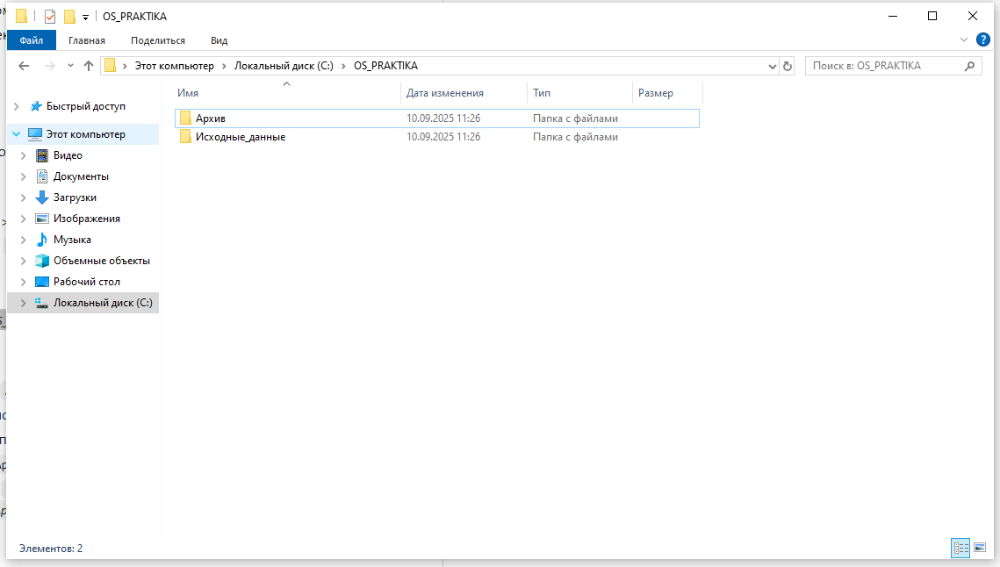 OS_PRAKTIKA
Файл Главная Поделиться Вид
Этот компьютер Локальный диск (C:) OS_PRAKTIKA Поиск в: OS_PRAKTIKA
Имя Дата изменения Тип Размер
Архив 10.09.2025 11:26 Папка с файлами
Исходные_данные 10.09.2025 11:26 Папка с файлами
Быстрый доступ
Этот компьютер
Видео
Документы
Загрузки
Изображения
Музыка
Объемные объекты
Рабочий стол
Локальный диск (C:)
Элементов: 2